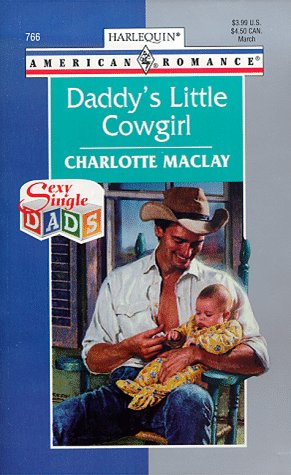 766
HARLEQUIN®
$3.99 U.S.
$4.50 CAN.
March
AMERICAN ROMANCE®
Daddy's Little
Cowgirl
CHARLOTTE MACLAY
Sexy
Single
DADS